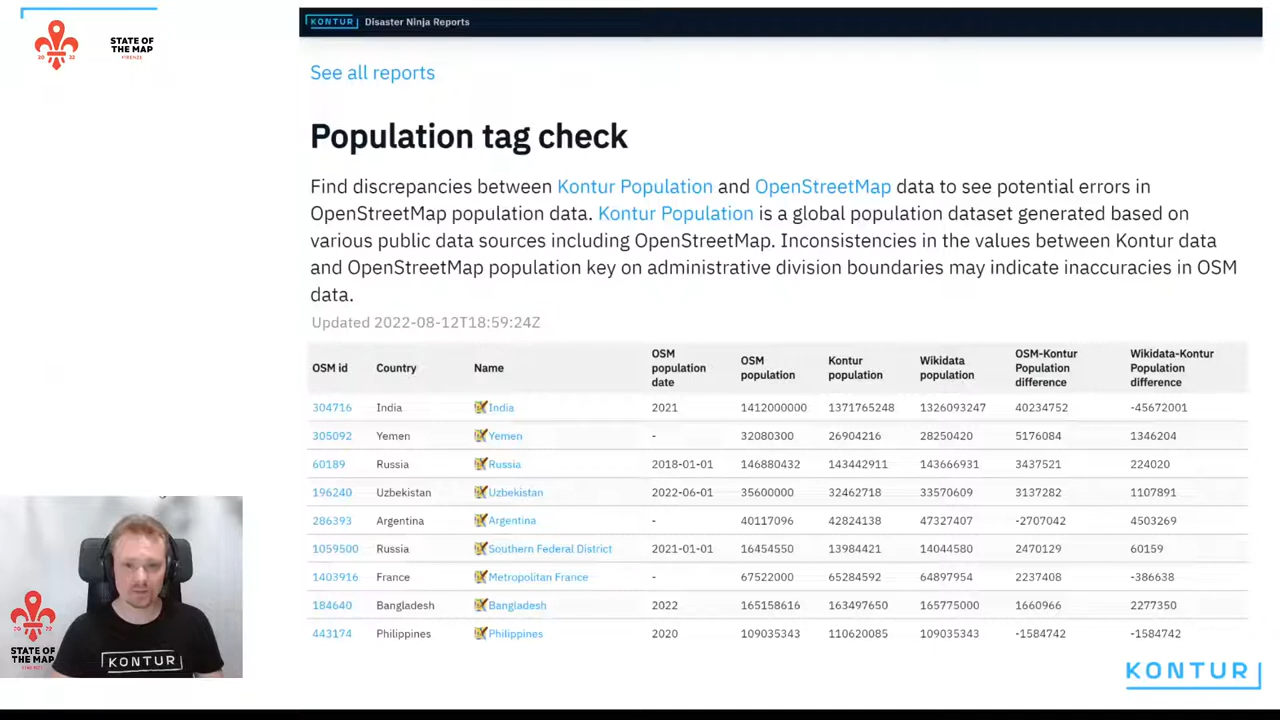 2022
STATE OF
THE MAP
FIRENZE
KONTUR Disaster Ninja Reports
See all reports
Population tag check
Find discrepancies between Kontur Population and OpenStreetMap data to see potential errors in
OpenStreetMap population data. Kontur Population is a global population dataset generated based on
various public data sources including OpenStreetMap. Inconsistencies in the values between Kontur data
and OpenStreetMap population key on administrative division boundaries may indicate inaccuracies in OSM
data.
Updated 2022-08-12T18:59:24Z
OSM id Country Name OSM population date OSM population Kontur population Wikidata population OSM-Kontur Population difference Wikidata-Kontur Population difference
304716 India India 2021 1412000000 1371765248 1326093247 40234752 -45672001
305092 Yemen Yemen - 32080300 26904216 28250420 5176084 1346204
60189 Russia Russia 2018-01-01 146880432 143442911 143666931 3437521 224020
196240 Uzbekistan Uzbekistan 2022-06-01 35600000 32462718 33570609 3137282 1107891
286393 Argentina Argentina - 40117096 42824138 47327407 -2707042 4503269
1059500 Russia Southern Federal District 2021-01-01 16454550 13984421 14044580 2470129 60159
1403916 France Metropolitan France - 67522000 65284592 64897954 2237408 -386638
184640 Bangladesh Bangladesh 2022 165158616 163497650 165775000 1660966 2277350
443174 Philippines Philippines 2020 109035343 110620085 109035343 -1584742 -1584742
2022
STATE OF
THE MAP
FIRENZE
KONTUR
KONTUR